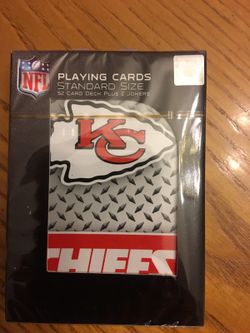 NFL
PLAYING CARDS
STANDARD SIZE
52 CARD DECK PLUS 2 JOKERS
KC
CHIEFS